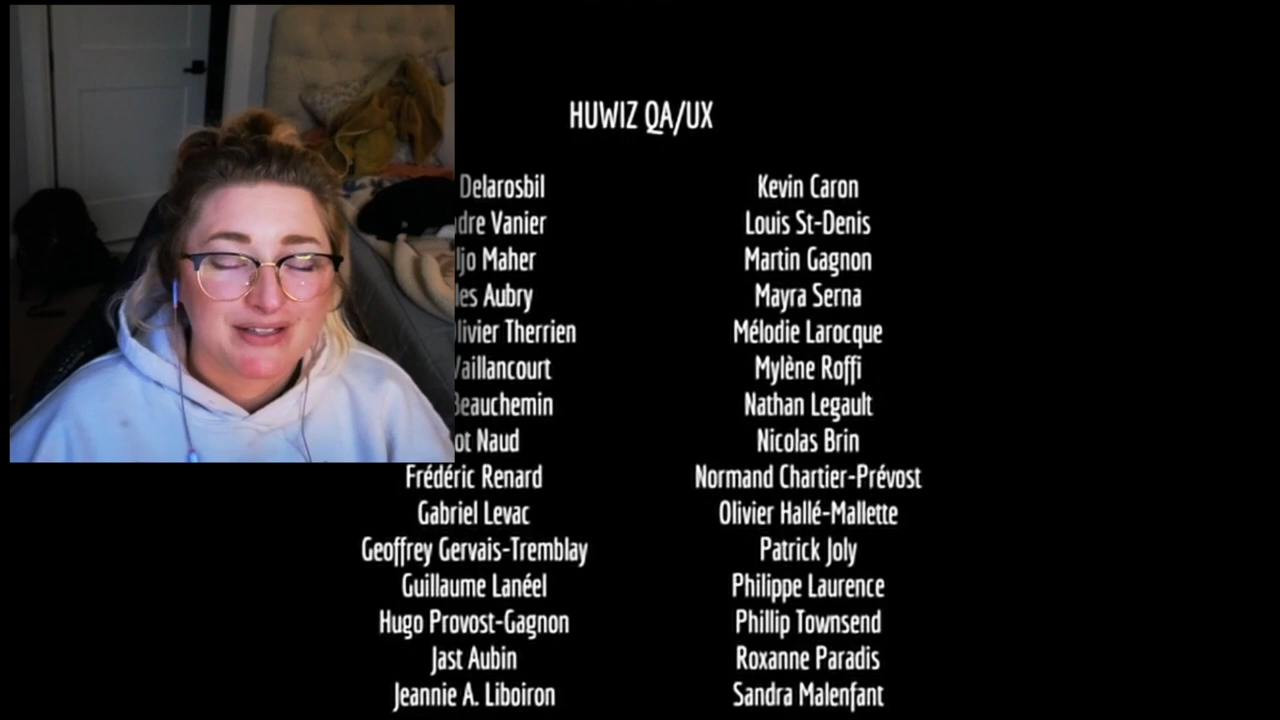 HUWIZ QA/UX
Delarosbil Kevin Caron
Vanier Louis St-Denis
Maher Martin Gagnon
Aubry Mayra Serna
Therrien Mélodie Larocque
Vaillancourt Mylène Roffi
Beauchemin Nathan Legault
Naud Nicolas Brin
Frédéric Renard Normand Chartier-Prévost
Gabriel Levac Olivier Hallé-Mallette
Geoffrey Gervais-Tremblay Patrick Joly
Guillaume Lanéel Philippe Laurence
Hugo Provost-Gagnon Phillip Townsend
Jast Aubin Roxanne Paradis
Jeannie A. Liboiron Sandra Malenfant